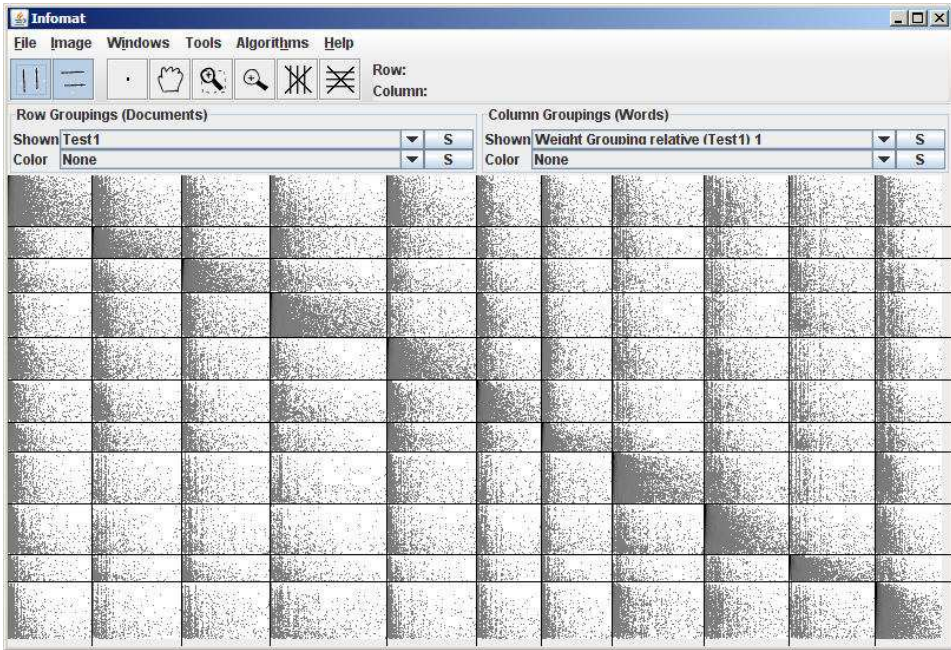 Infomat
File Image Windows Tools Algorithms Help
Row:
Column:
Row Groupings (Documents) Column Groupings (Words)
Shown Test1 S Shown Weight Grouping relative (Test1) 1 S
Color None S Color None S